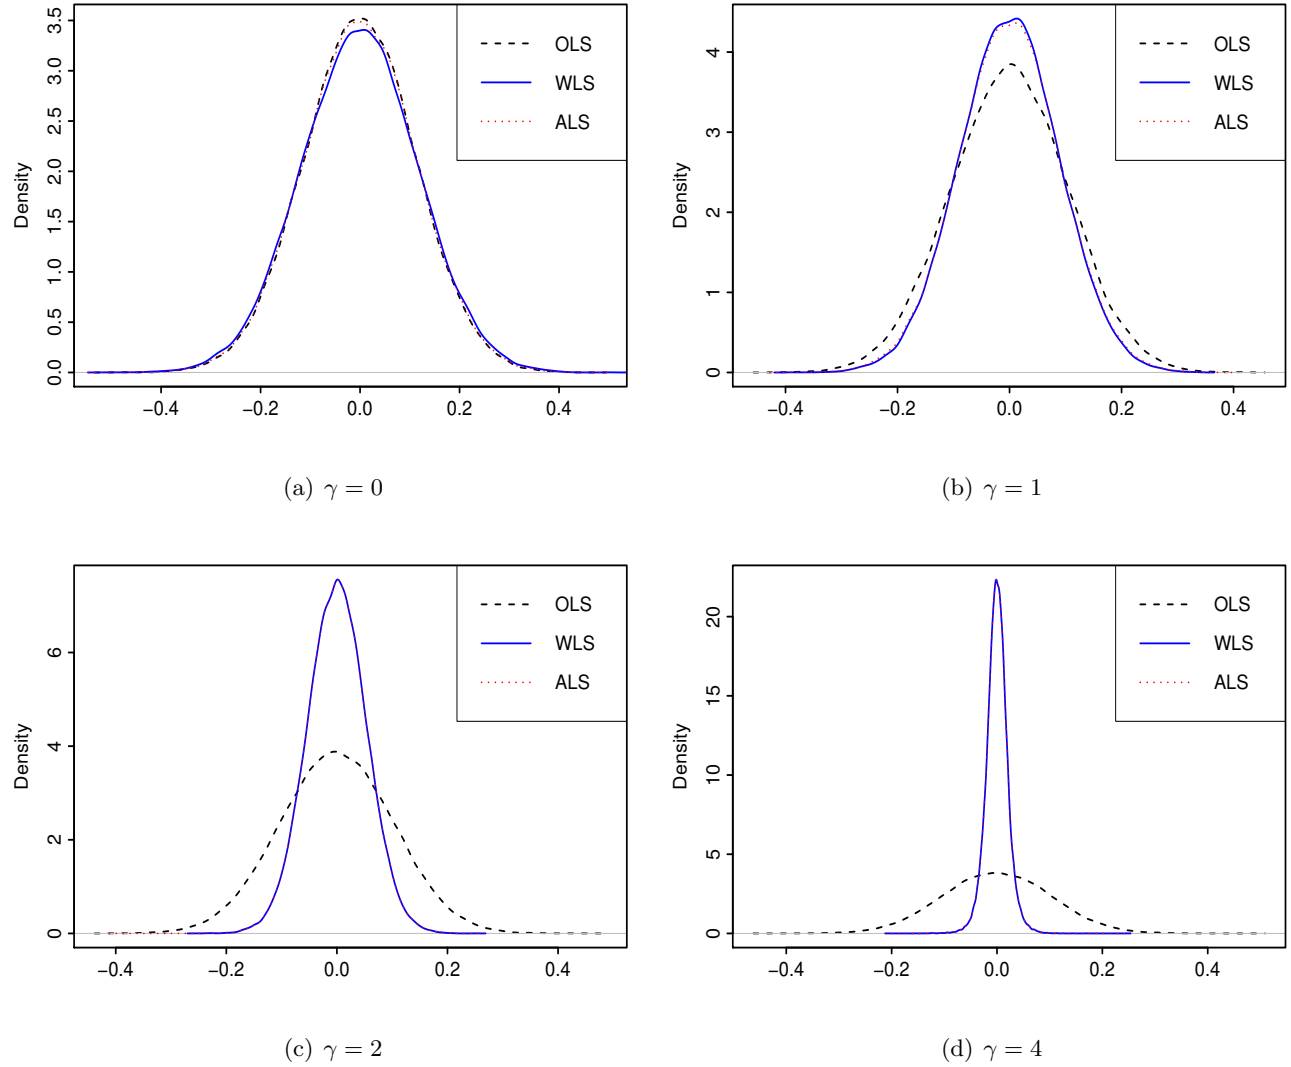 Density
3.5
3.0
2.5
2.0
1.5
1.0
0.5
0.0
−0.4 −0.2 0.0 0.2 0.4
OLS
WLS
ALS
(a) γ = 0
Density
4
3
2
1
0
−0.4 −0.2 0.0 0.2 0.4
OLS
WLS
ALS
(b) γ = 1
Density
6
4
2
0
−0.4 −0.2 0.0 0.2 0.4
OLS
WLS
ALS
(c) γ = 2
Density
20
15
10
5
0
−0.4 −0.2 0.0 0.2 0.4
OLS
WLS
ALS
(d) γ = 4